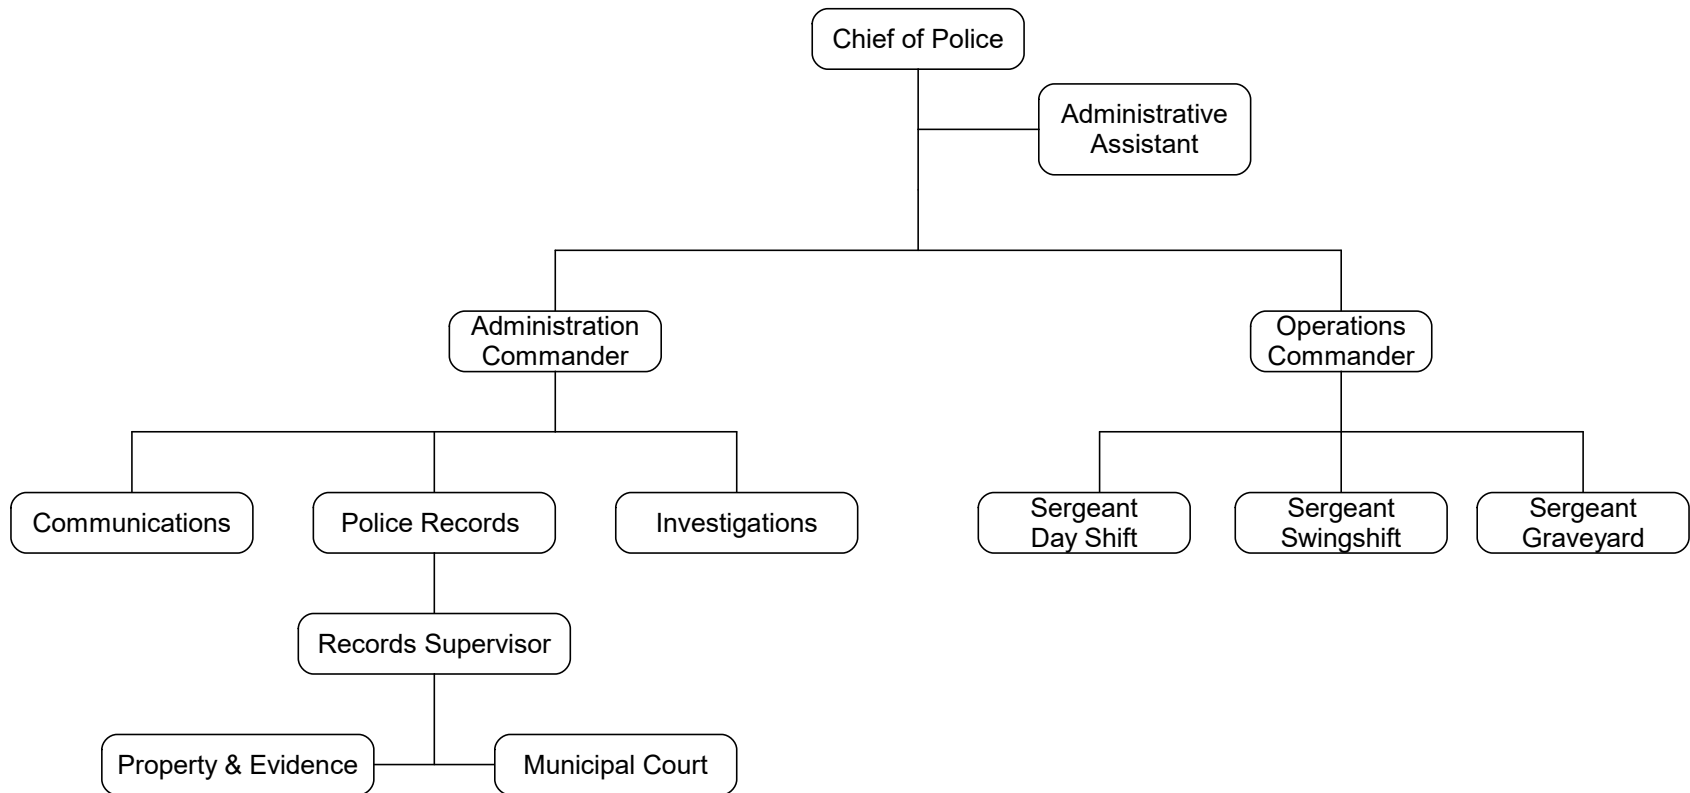 Chief of Police
Administrative
Assistant
Administration
Commander
Operations
Commander
Communications
Police Records
Investigations
Sergeant
Day Shift
Sergeant
Swingshift
Sergeant
Graveyard
Records Supervisor
Property & Evidence
Municipal Court